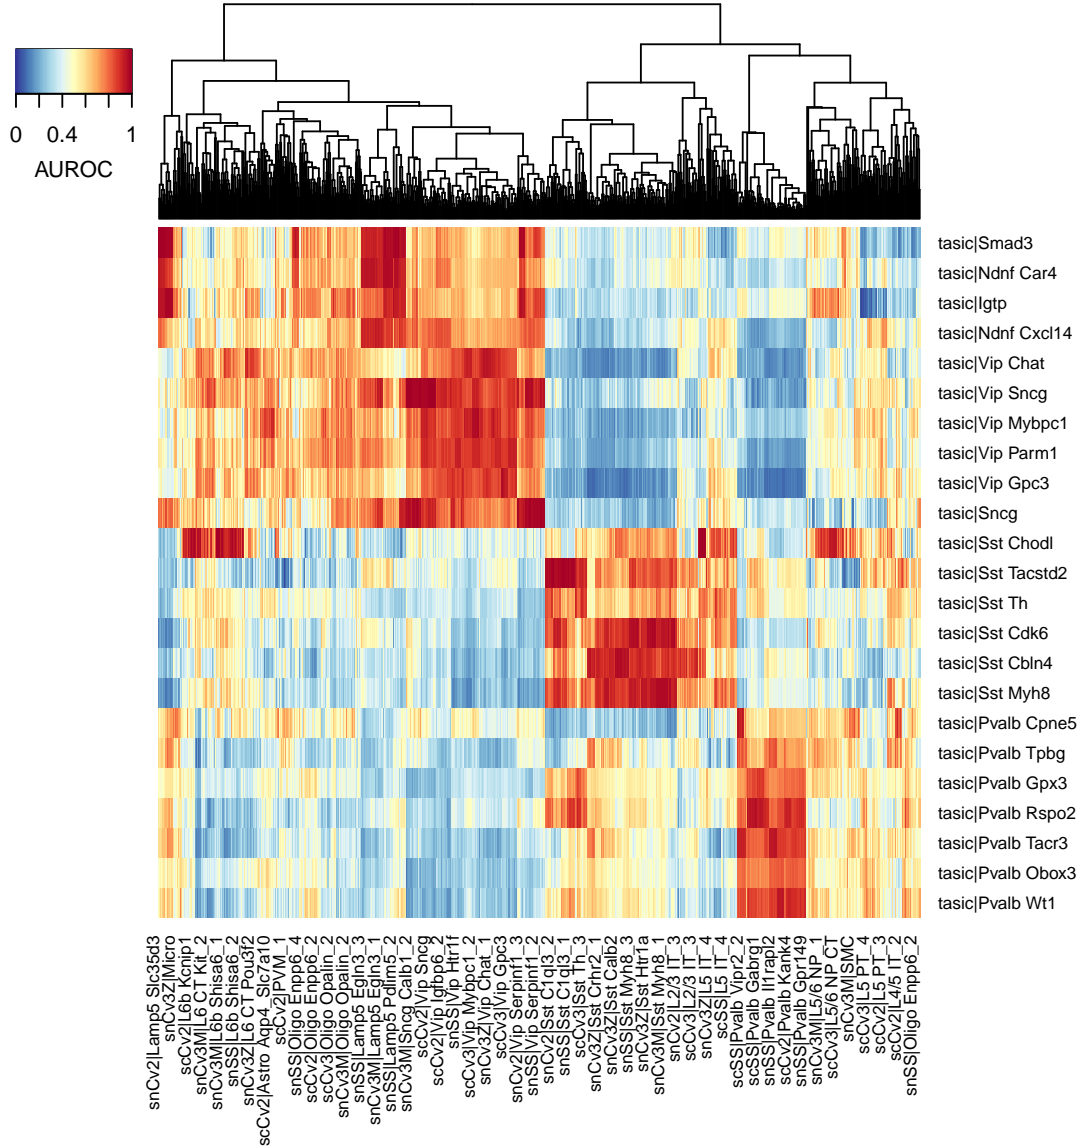 0 0.4 1
AUROC
tasic|Smad3
tasic|Ndnf Car4
tasic|Igtp
tasic|Ndnf Cxcl14
tasic|Vip Chat
tasic|Vip Sncg
tasic|Vip Mybpc1
tasic|Vip Parm1
tasic|Vip Gpc3
tasic|Sncg
tasic|Sst Chodl
tasic|Sst Tacstd2
tasic|Sst Th
tasic|Sst Cdk6
tasic|Sst Cbln4
tasic|Sst Myh8
tasic|Pvalb Cpne5
tasic|Pvalb Tpbg
tasic|Pvalb Gpx3
tasic|Pvalb Rspo2
tasic|Pvalb Tacr3
tasic|Pvalb Obox3
tasic|Pvalb Wt1
snCv2|Lamp5 Slc35d3
snCv3Z|Micro
scCv2|L6b Kcnip1
snCv3M|L6 CT Kit_2
snCv3M|L6b Shisa6_1
snSS|L6b Shisa6_2
snCv3Z|L6 CT Pou3f2
scCv2|Astro Aqp4_Slc7a10
scCv2|PVM_1
snSS|Oligo Enpp6_4
scCv2|Oligo Enpp6_2
scCv3|Oligo Opalin_2
snCv3M|Oligo Opalin_2
snSS|Lamp5 Egln3_3
snCv3M|Lamp5 Egln3_1
snSS|Lamp5 Pdlim5_2
snCv3M|Sncg Calb1_2
scCv2|Vip Sncg
scCv2|Vip Igfbp6_2
snSS|Vip Htr1f
scCv3|Vip Mybpc1_2
snCv3Z|Vip Chat_1
scCv3|Vip Gpc3
snCv2|Vip Serpinf1_3
snSS|Vip Serpinf1_2
snCv2|Sst C1ql3_2
snSS|Sst C1ql3_1
scCv3|Sst Th_3
snCv3Z|Sst Crhr2_1
snCv3Z|Sst Calb2
snSS|Sst Myh8_3
snCv3Z|Sst Htr1a
snCv3M|Sst Myh8_1
snCv2|L2/3 IT_3
scCv3|L2/3 IT_3
snCv3Z|L5 IT_4
scSS|L5 IT_4
scSS|Pvalb Vipr2_2
scSS|Pvalb Gabrg1
snSS|Pvalb Il1rapl2
scCv2|Pvalb Kank4
snSS|Pvalb Gpr149
snCv3M|L5/6 NP_1
scCv3|L5/6 NP CT
snCv3M|SMC
scCv3|L5 PT_4
scCv2|L5 PT_3
scCv2|L4/5 IT_2
snSS|Oligo Enpp6_2